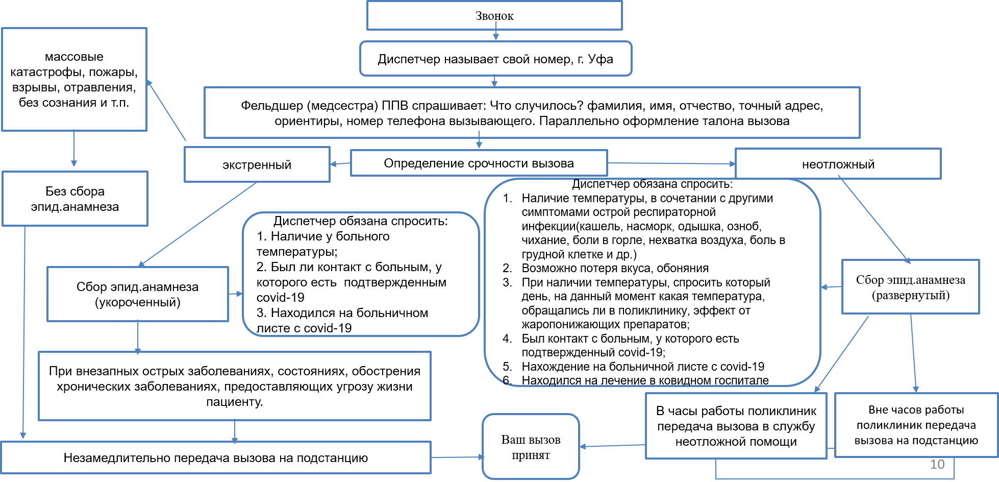 Звонок
Диспетчер называет свой номер, г. Уфа
Фельдшер (медсестра) ППВ спрашивает: Что случилось? фамилия, имя, отчество, точный адрес,
ориентиры, номер телефона вызывающего. Параллельно оформление талона вызова
Определение срочности вызова
экстренный
массовые
катастрофы, пожары,
взрывы, отравления,
без сознания и т.п.
Без сбора
эпид.анамнеза
Сбор эпид.анамнеза
(укороченный)
Диспетчер обязана спросить:
1. Наличие у больного
температуры;
2. Был ли контакт с больным, у
которого есть  подтвержденным
covid-19
3. Находился на больничном
листе с covid-19
При внезапных острых заболеваниях, состояниях, обострения
хронических заболеваниях, предоставляющих угрозу жизни
пациенту.
Незамедлительно передача вызова на подстанцию
неотложный
Сбор эпид.анамнеза
(развернутый)
Диспетчер обязана спросить:
1. Наличие температуры, в сочетании с другими
симптомами острой респираторной
инфекции(кашель, насморк, одышка, озноб,
чихание, боли в горле, нехватка воздуха, боль в
грудной клетке и др.)
2. Возможно потеря вкуса, обоняния
3. При наличии температуры, спросить который
день, на данный момент какая температура,
обращались ли в поликлинику, эффект от
жаропонижающих препаратов;
4. Был контакт с больным, у которого есть
подтвержденный covid-19;
5. Нахождение на больничной листе с covid-19
6. Находился на лечение в ковидном госпитале
В часы работы поликлиник
передача вызова в службу
неотложной помощи
Вне часов работы
поликлиник передача
вызова на подстанцию
Ваш вызов
принят
10